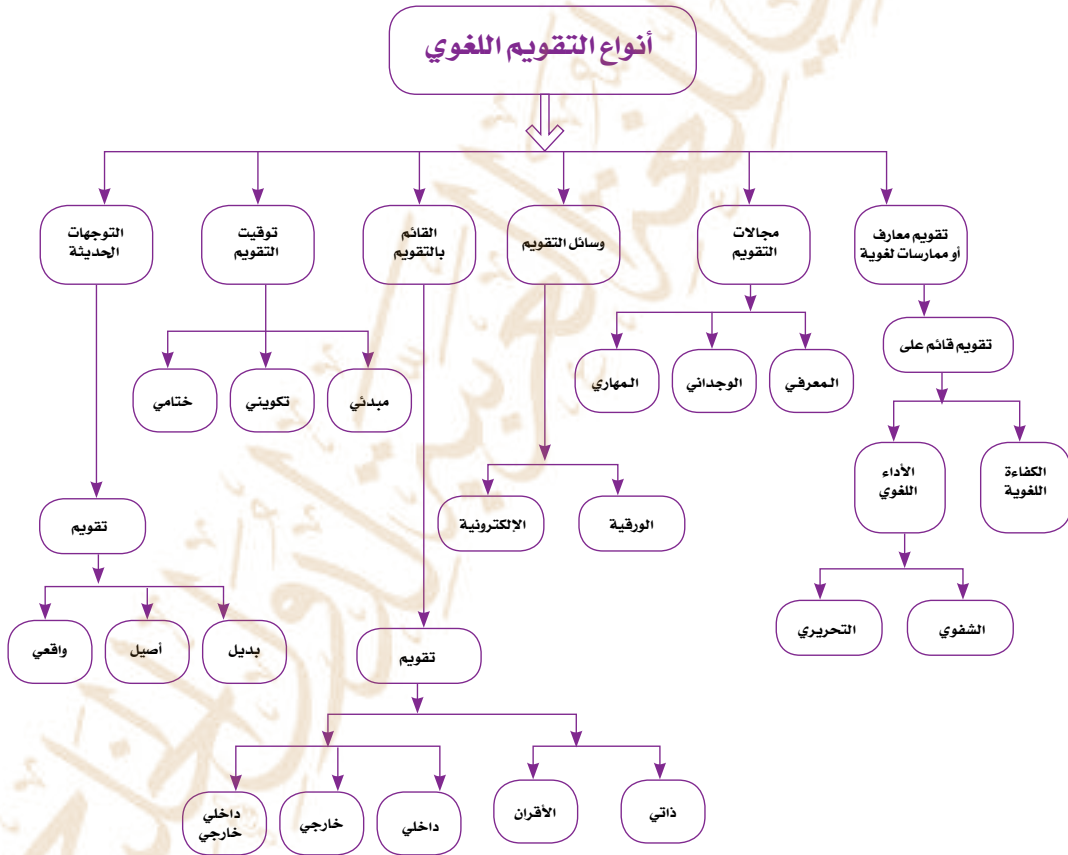 أنواع التقويم اللغوي
تقويم معارف
أو ممارسات لغوية
مجالات
التقويم
وسائل التقويم
القائم
بالتقويم
توقيت
التقويم
التوجهات
الحديثة
تقويم قائم على
المعرفي
الوجداني
المهاري
مبدئي
تكويني
ختامي
الكفاءة
اللغوية
الأداء
اللغوي
الورقية
الإلكترونية
تقويم
الشفوي
التحريري
تقويم
بديل
أصيل
واقعي
ذاتي
الأقران
داخلي
خارجي
داخلي
خارجي